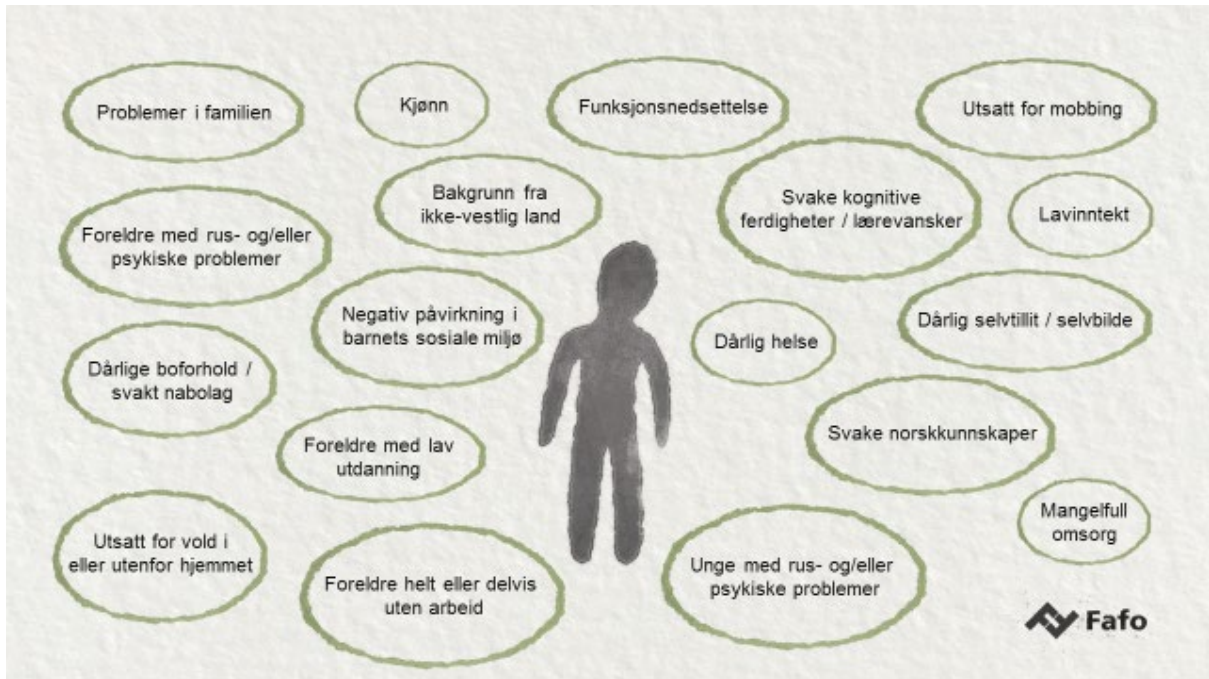 Problemer i familien
Kjønn
Funksjonsnedsettelse
Utsatt for mobbing
Bakgrunn fra
ikke-vestlig land
Svake kognitive
ferdigheter / lærevansker
Lavinntekt
Foreldre med rus- og/eller
psykiske problemer
Negativ påvirkning i
barnets sosiale miljø
Dårlig helse
Dårlig selvtillit / selvbilde
Dårlige boforhold /
svakt nabolag
Foreldre med lav
utdanning
Svake norskkunnskaper
Utsatt for vold i
eller utenfor hjemmet
Foreldre helt eller delvis
uten arbeid
Unge med rus- og/eller
psykiske problemer
Mangelfull
omsorg
Fafo